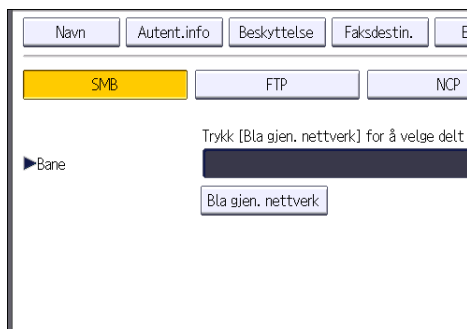 Navn Autent.info Beskyttelse Faksdestin.
SMB FTP NCP
Trykk [Bla gjen. nettverk] for å velge delt
▶Bane
Bla gjen. nettverk